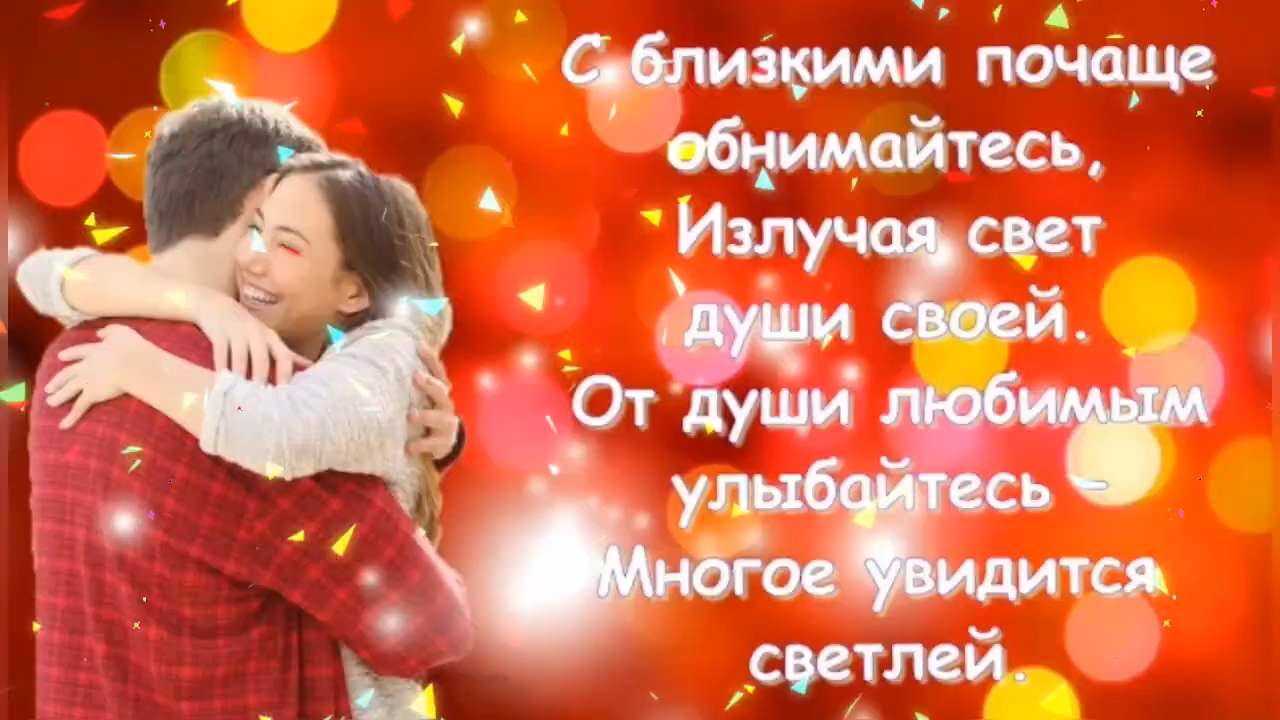 С близкими почаще
обнимайтесь,
Излучая свет
души своей.
От души любимым
улыбайтесь -
Многое увидится
светлей.